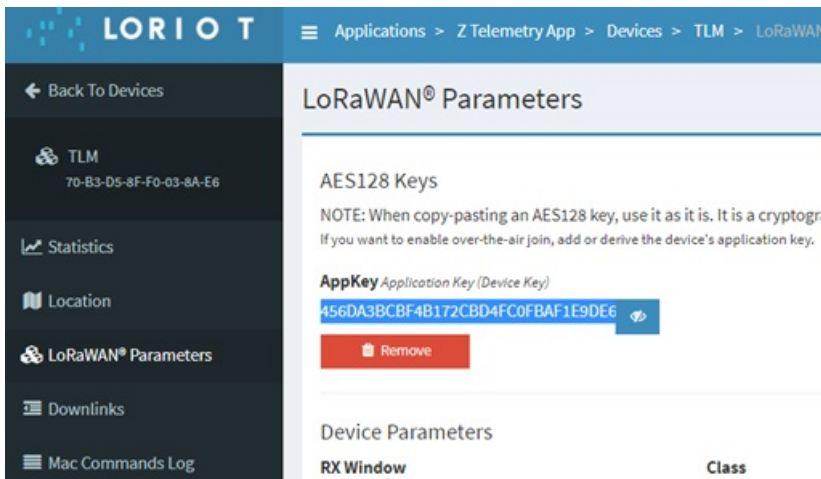 LORIOT
Applications > Z Telemetry App > Devices > TLM > LoRaWAN
Back To Devices
TLM
70-B3-D5-8F-F0-03-8A-E6
Statistics
Location
LoRaWAN® Parameters
Downlinks
Mac Commands Log
LoRaWAN® Parameters
AES128 Keys
NOTE: When copy-pasting an AES128 key, use it as it is. It is a cryptogra
If you want to enable over-the-air join, add or derive the device's application key.
AppKey Application Key (Device Key)
456DA3BCBF4B172CBD4FC0FBAF1E9DE6
Remove
Device Parameters
RX Window Class